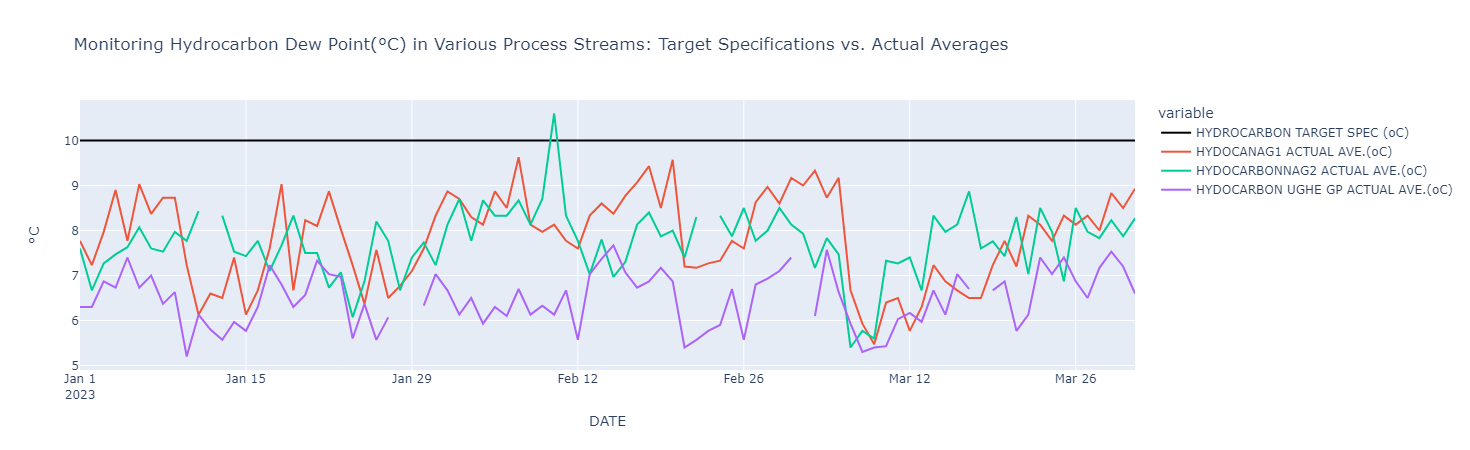 Monitoring Hydrocarbon Dew Point(ºC) in Various Process Streams: Target Specifications vs. Actual Averages
variable
HYDROCARBON TARGET SPEC (oC)
HYDOCANAG1 ACTUAL AVE.(oC)
HYDOCARBONNAG2 ACTUAL AVE.(oC)
HYDOCARBON UGHE GP ACTUAL AVE.(oC)
ºC
10
9
8
7
6
5
Jan 1 Jan 15 Jan 29 Feb 12 Feb 26 Mar 12 Mar 26
2023
DATE